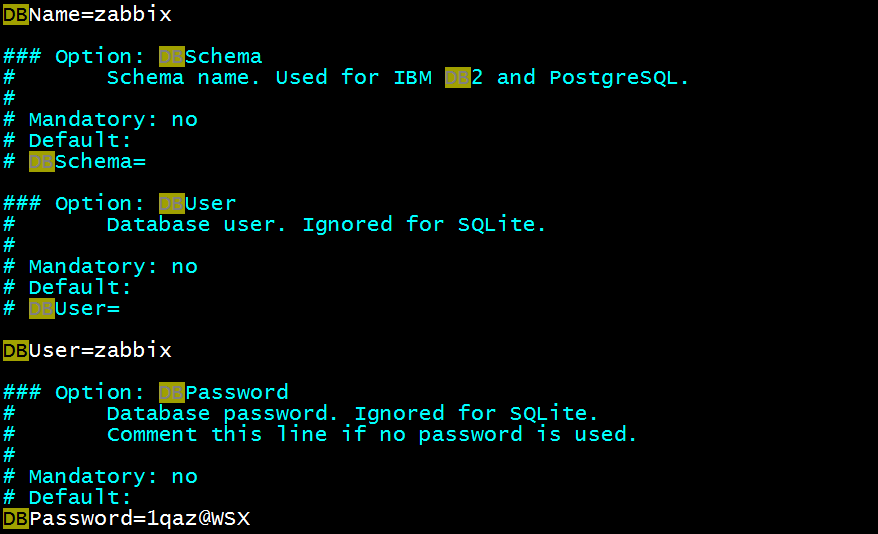 DBName=zabbix
### Option: DBSchema
#       Schema name. Used for IBM DB2 and PostgreSQL.
#
# Mandatory: no
# Default:
# DBSchema=
### Option: DBUser
#       Database user. Ignored for SQLite.
#
# Mandatory: no
# Default:
# DBUser=
DBUser=zabbix
### Option: DBPassword
#       Database password. Ignored for SQLite.
#       Comment this line if no password is used.
#
# Mandatory: no
# Default:
DBPassword=1qaz@WSX